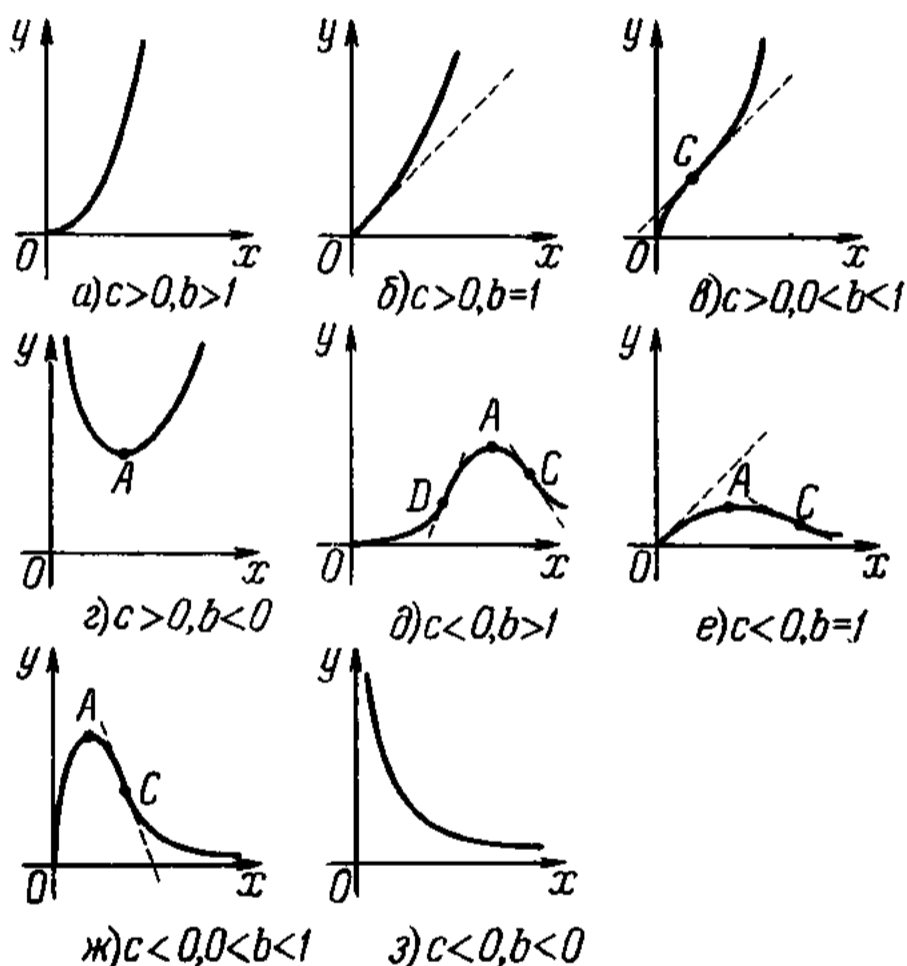 y y y
C
0 x 0 x 0 x
а) c>0, b>1 б) c>0, b=1 в) c>0, 0<b<1
y y y
A A A
D C C
0 x 0 x 0 x
г) c>0, b<0 д) c<0, b>1 е) c<0, b=1
y y
A
C
0 x 0 x
ж) c<0, 0<b<1 з) c<0, b<0